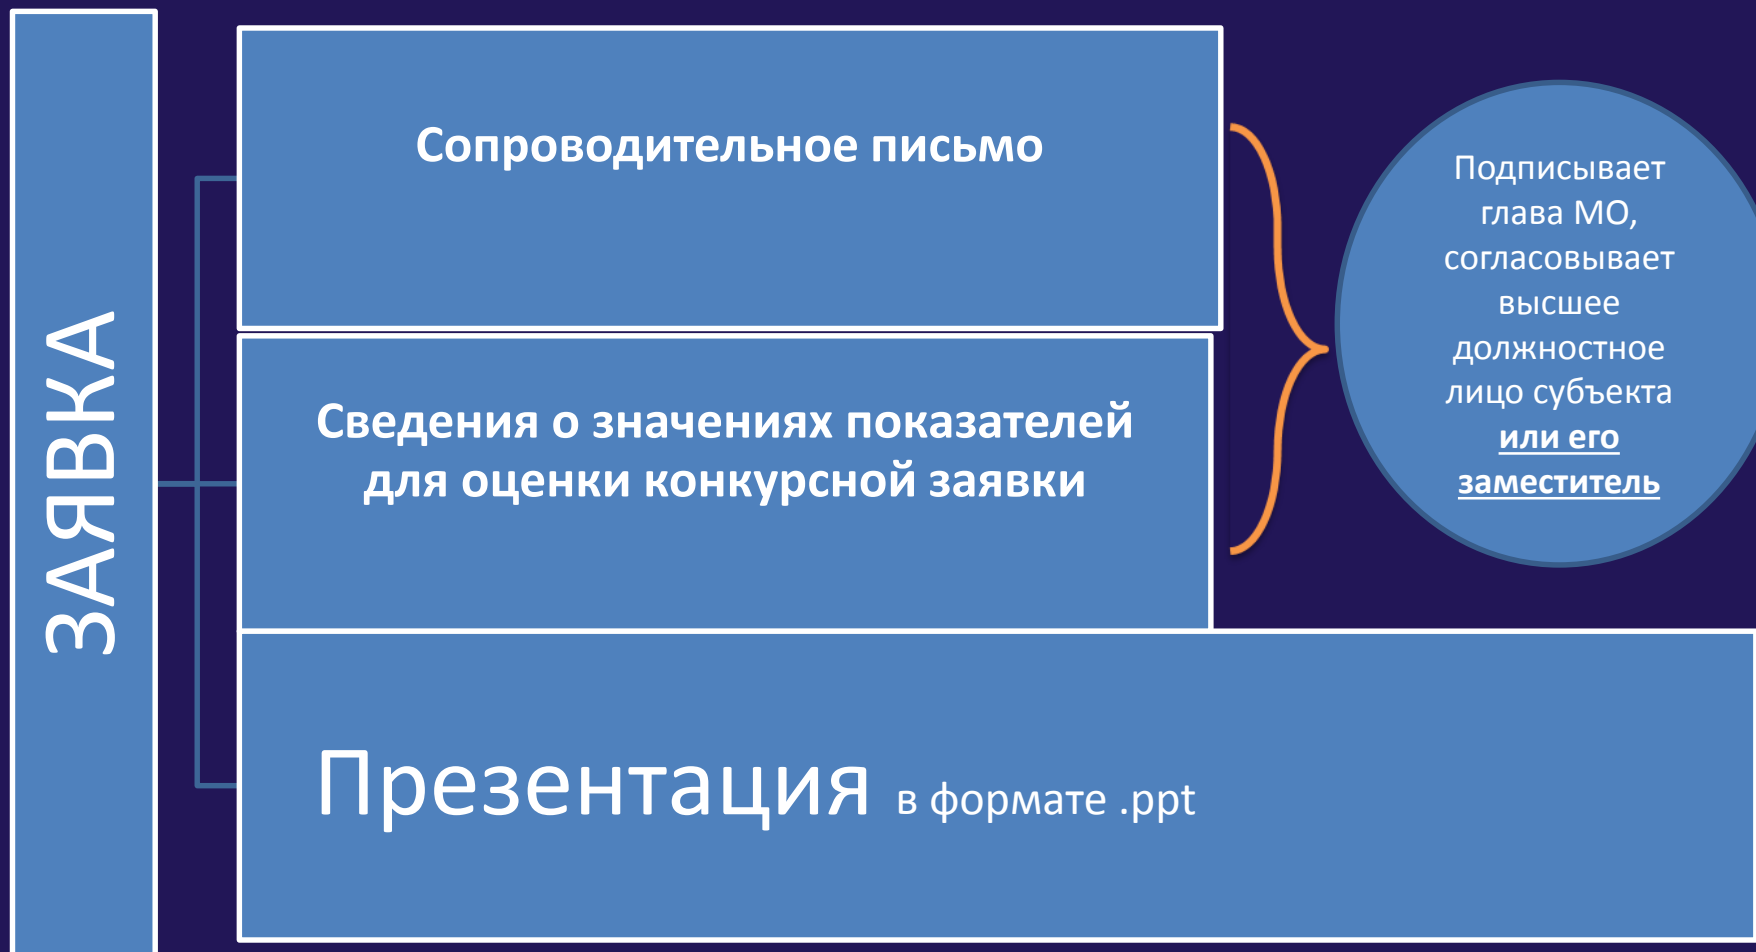 ЗАЯВКА
Сопроводительное письмо
Подписывает
глава МО,
согласовывает
высшее
должностное
лицо субъекта
или его
заместитель
Сведения о значениях показателей
для оценки конкурсной заявки
Презентация в формате .ppt